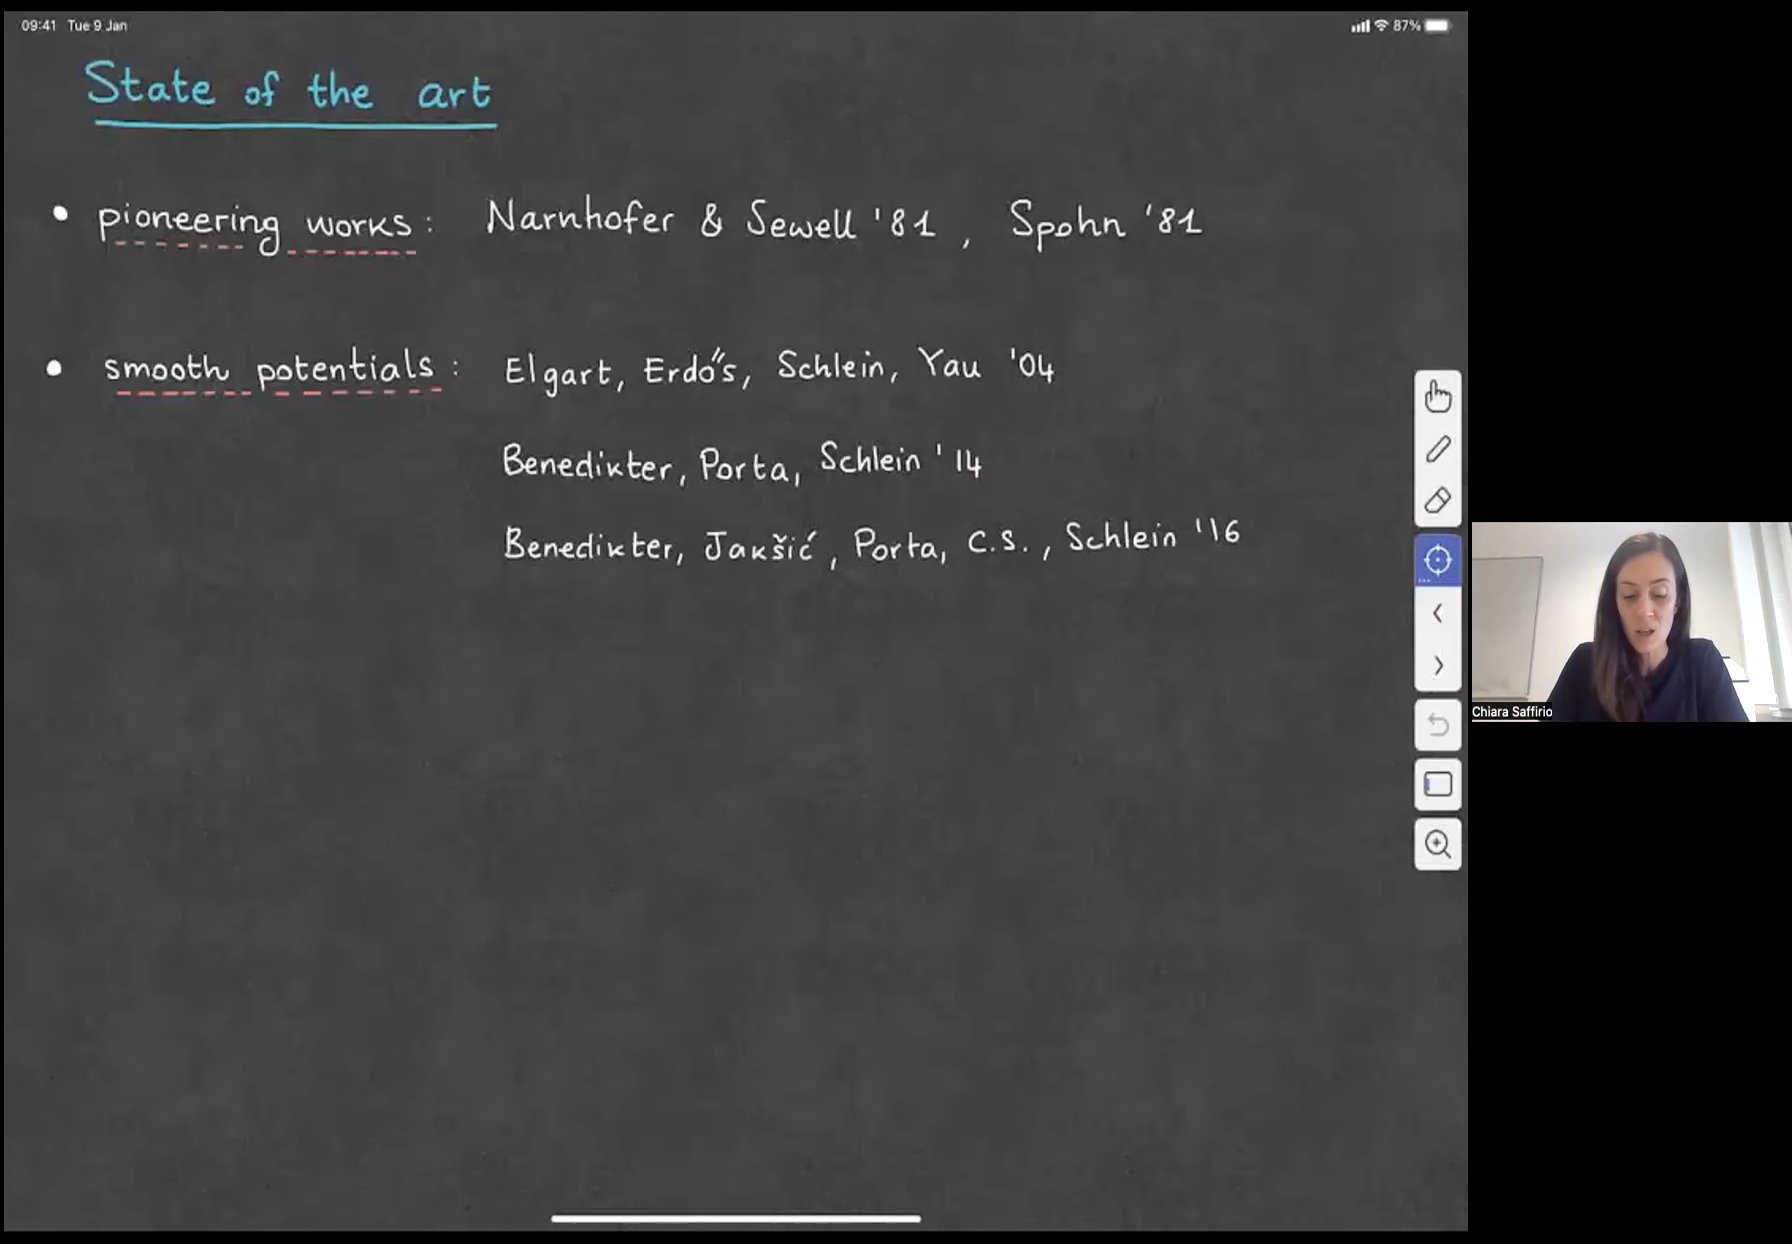 09:41 Tue 9 Jan
87%
State of the art
• pioneering works : Narnhofer & Sewell '81 , Spohn '81
• smooth potentials : Elgart, Erdős, Schlein, Yau '04
Benedikter, Porta, Schlein '14
Benedikter, Jakšić, Porta, C.S., Schlein '16
Chiara Saffirio